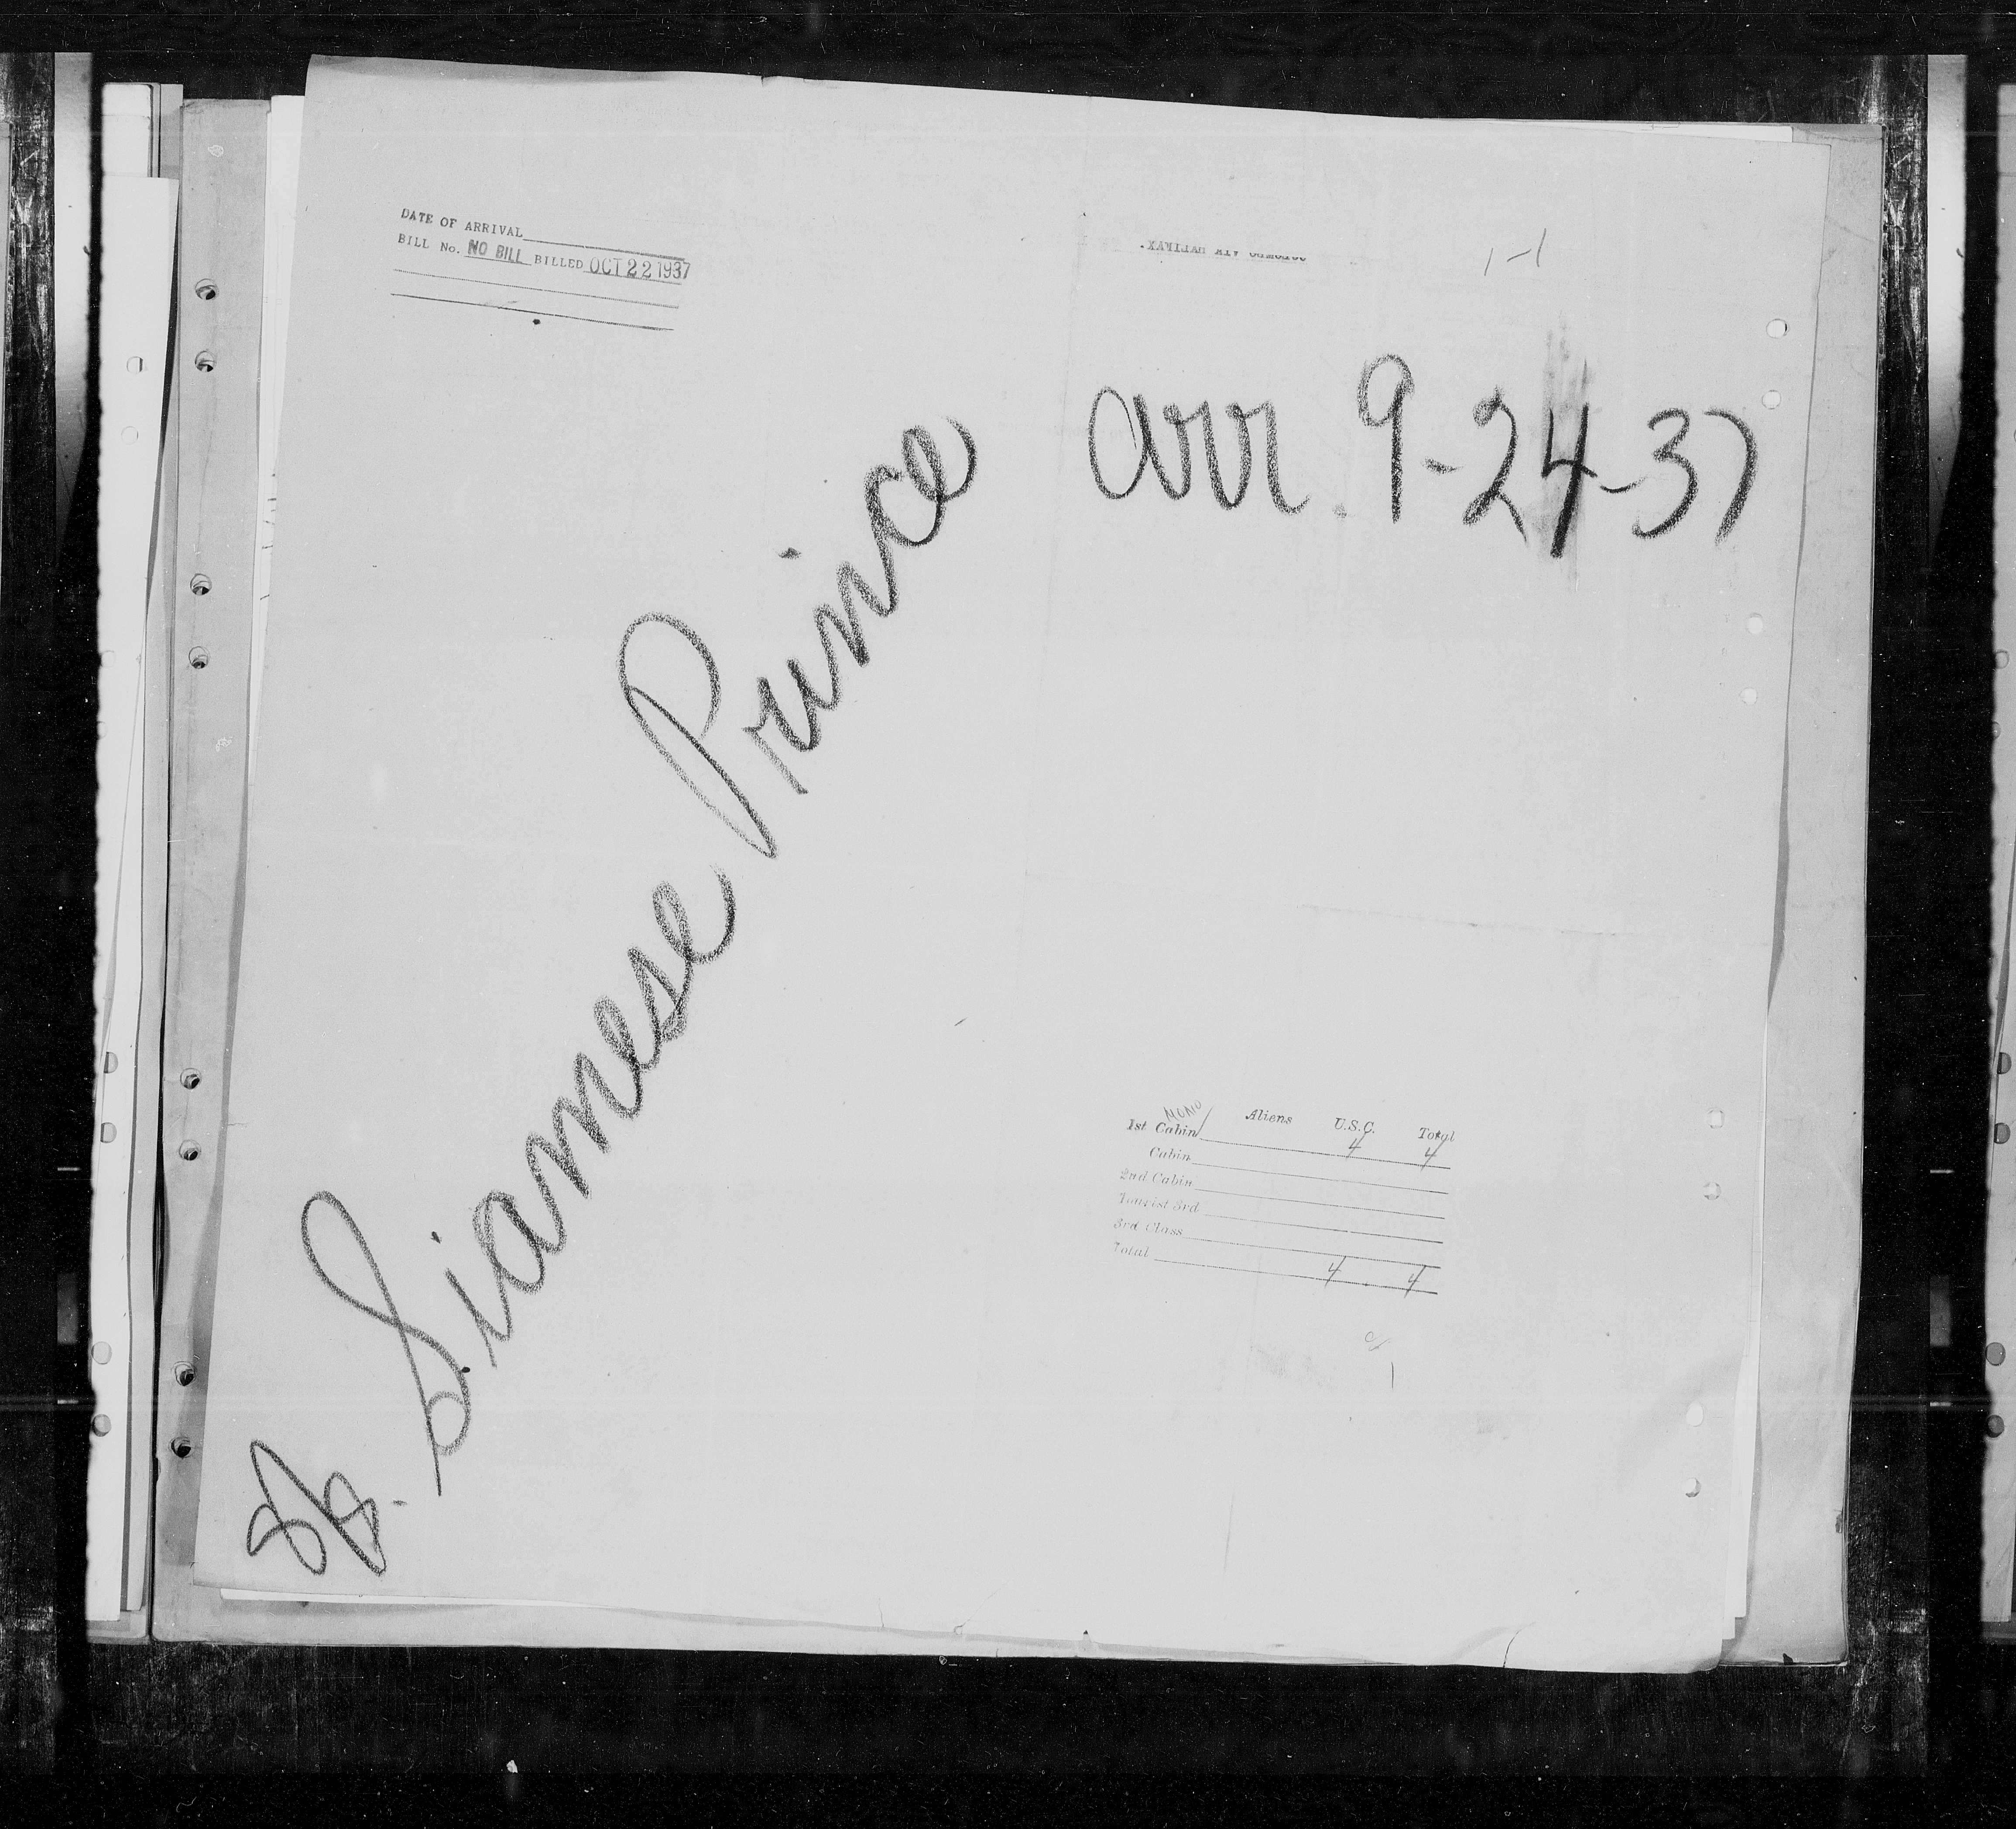 DATE OF ARRIVAL
BILL No. NO BILL BILLED OCT 22 1937
1-1
arr. 9-24-37
SS. Siamese Prince
MONO Aliens U.S.C. Total
1st Cabin 4 4
Cabin
2nd Cabin
Tourist 3rd
3rd Class
Total 4 4